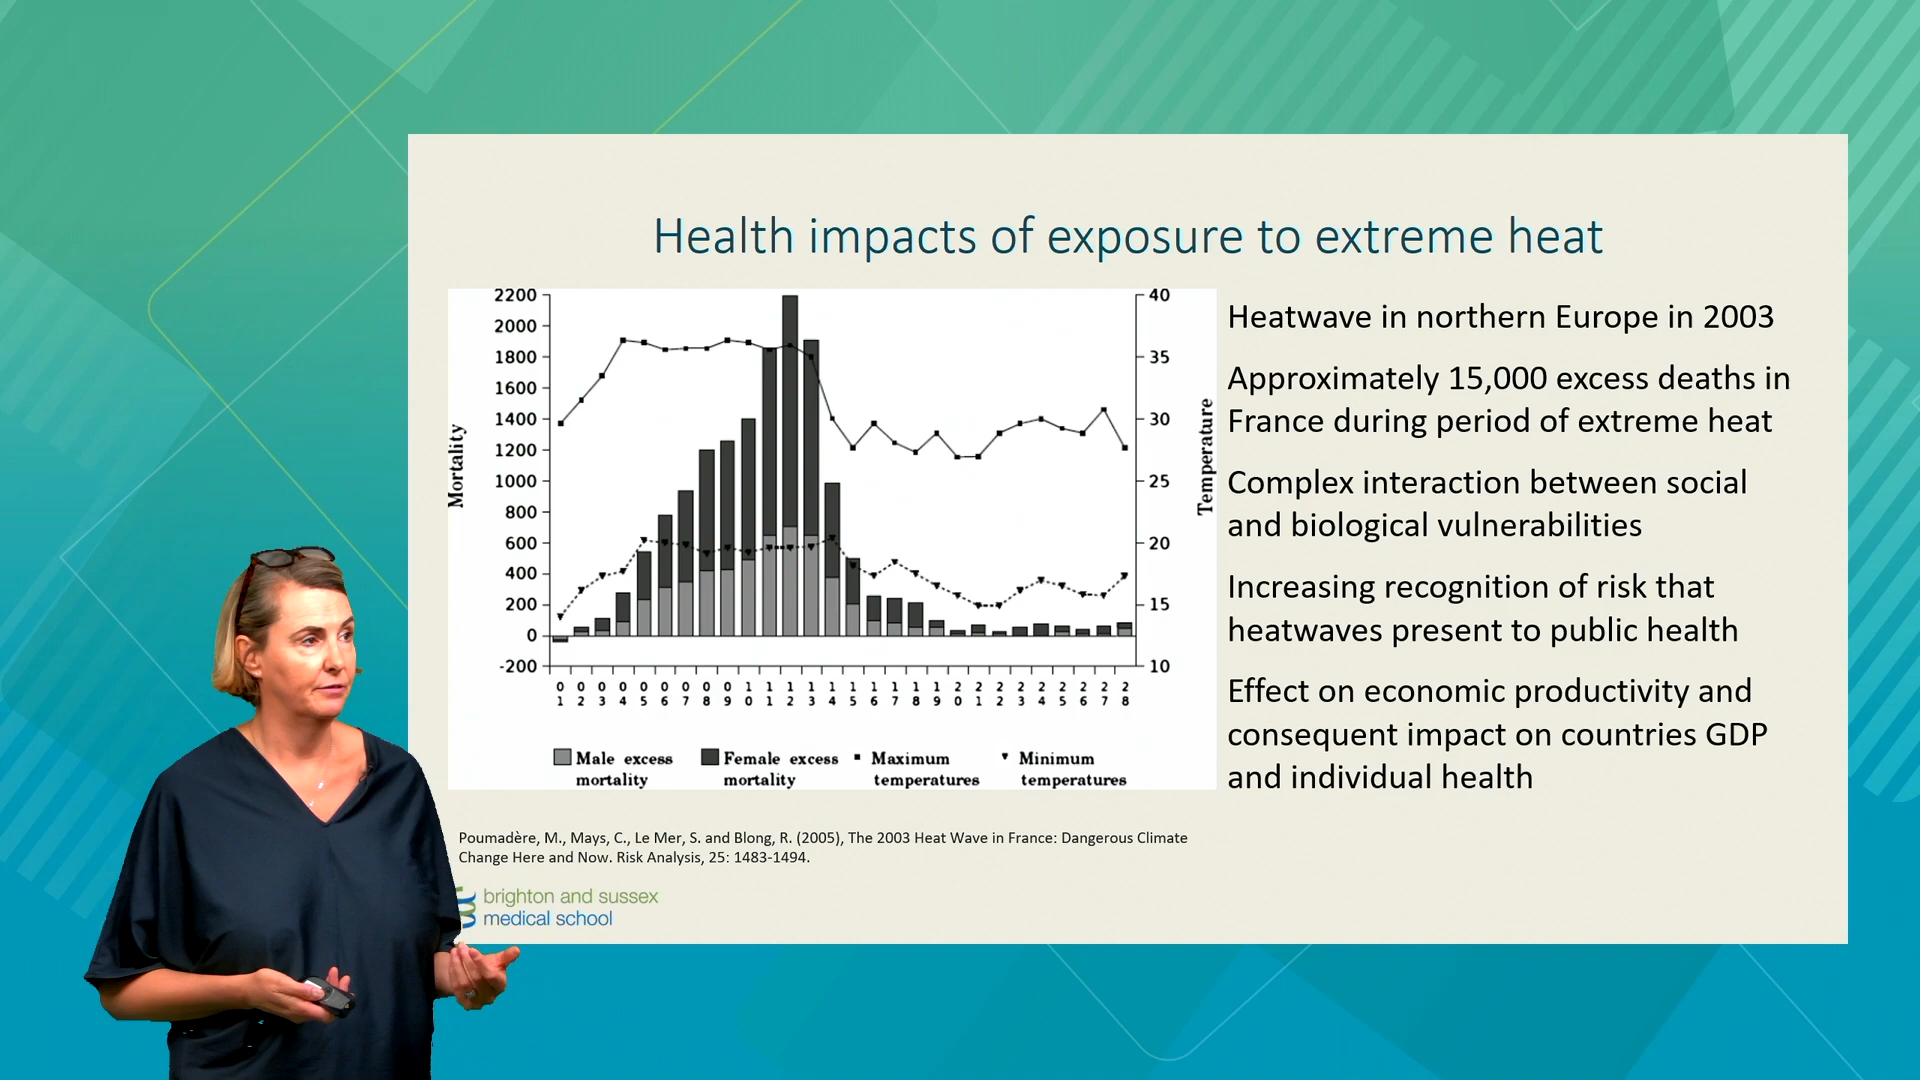 Health impacts of exposure to extreme heat
2200
2000
1800
1600
1400
1200
1000
800
600
400
200
0
-200
Mortality
40
35
30
25
20
15
10
Temperature
01 02 03 04 05 06 07 08 09 10 11 12 13 14 15 16 17 18 19 20 21 22 23 24 25 26 27 28
Male excess
mortality
Female excess
mortality
Maximum
temperatures
Minimum
temperatures
Heatwave in northern Europe in 2003
Approximately 15,000 excess deaths in
France during period of extreme heat
Complex interaction between social
and biological vulnerabilities
Increasing recognition of risk that
heatwaves present to public health
Effect on economic productivity and
consequent impact on countries GDP
and individual health
Poumadère, M., Mays, C., Le Mer, S. and Blong, R. (2005), The 2003 Heat Wave in France: Dangerous Climate
Change Here and Now. Risk Analysis, 25: 1483-1494.
brighton and sussex
medical school